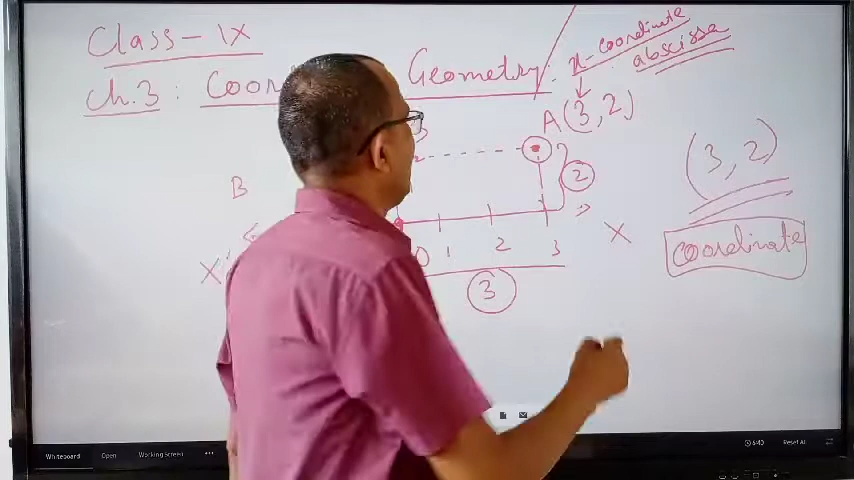 Class - IX
Ch.3 : Coor Geometry.
x-coordinate
abscissa
A (3, 2)
(3, 2)
coordinate
B
2
X'
0 1 2 3
X
3
Whiteboard Open Working Screen
Reset All